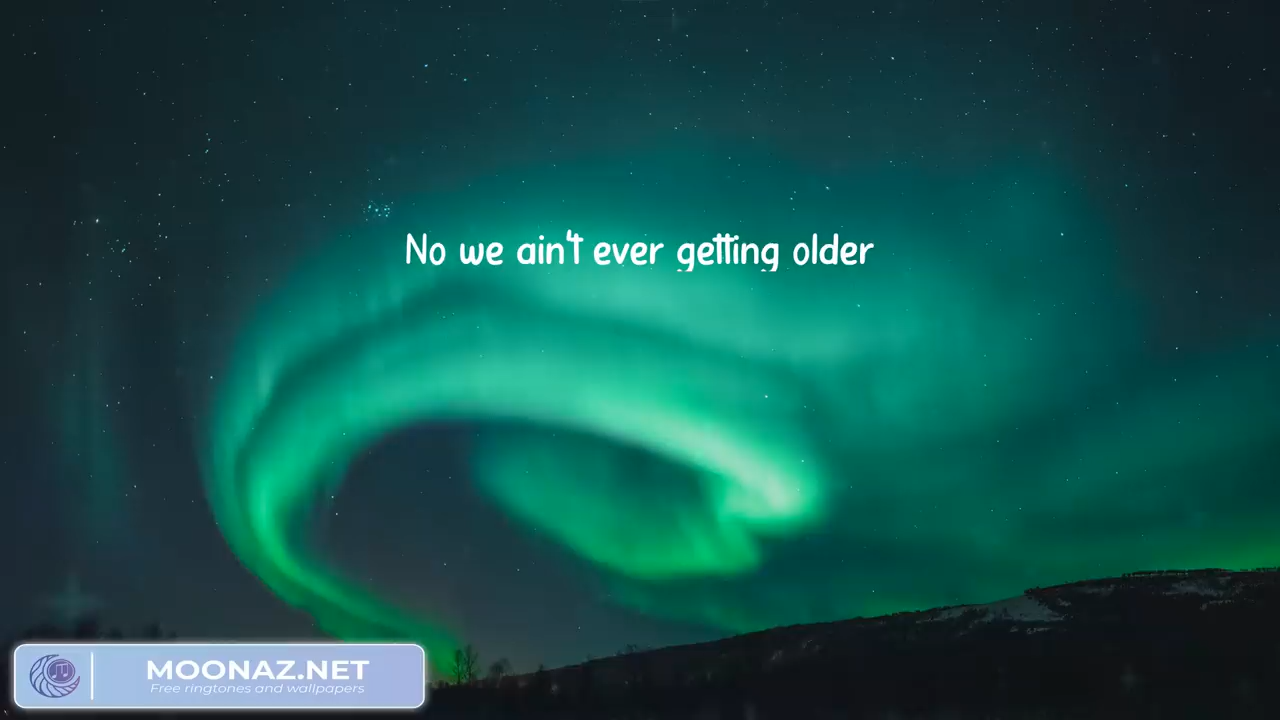 No we ain't ever getting older
MOONAZ.NET
Free ringtones and wallpapers